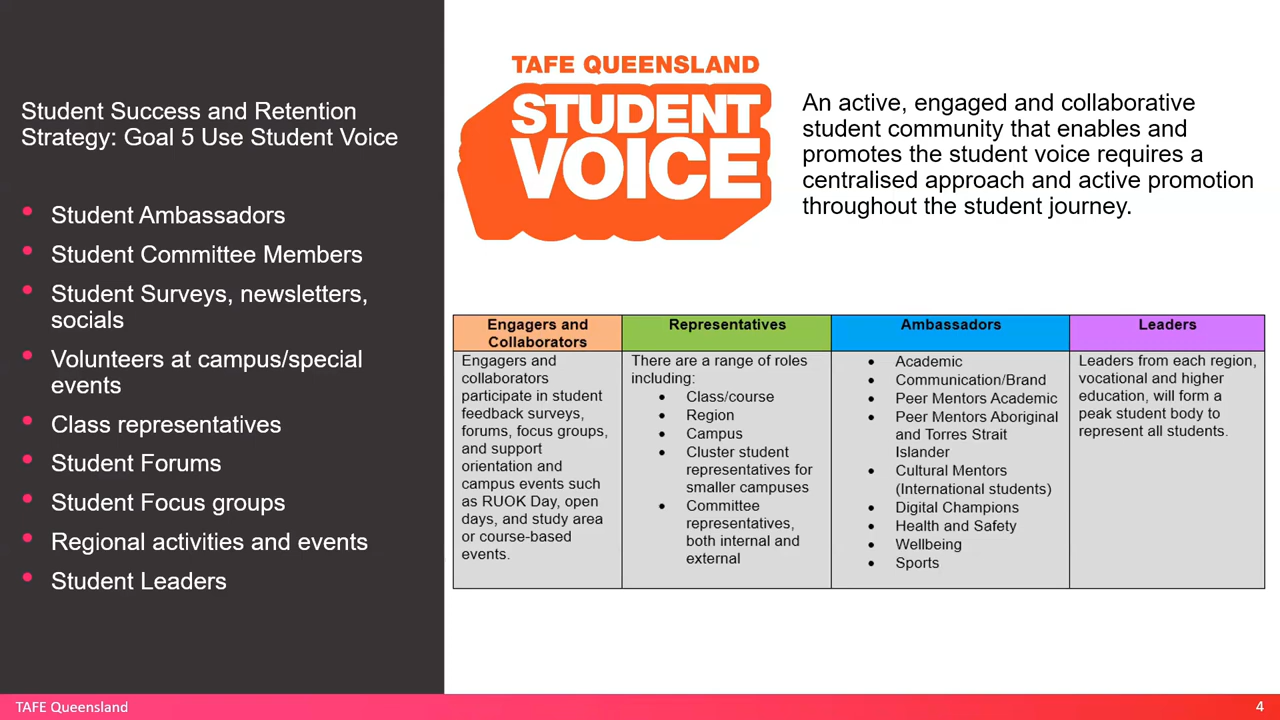 Student Success and Retention
Strategy: Goal 5 Use Student Voice
• Student Ambassadors
• Student Committee Members
• Student Surveys, newsletters,
socials
• Volunteers at campus/special
events
• Class representatives
• Student Forums
• Student Focus groups
• Regional activities and events
• Student Leaders
TAFE QUEENSLAND
STUDENT
VOICE
An active, engaged and collaborative
student community that enables and
promotes the student voice requires a
centralised approach and active promotion
throughout the student journey.
Engagers and
Collaborators
Engagers and
collaborators
participate in student
feedback surveys,
forums, focus groups,
and support
orientation and
campus events such
as RUOK Day, open
days, and study area
or course-based
events.
Representatives
There are a range of roles
including:
• Class/course
• Region
• Campus
• Cluster student
representatives for
smaller campuses
• Committee
representatives,
both internal and
external
Ambassadors
• Academic
• Communication/Brand
• Peer Mentors Academic
• Peer Mentors Aboriginal
and Torres Strait
Islander
• Cultural Mentors
(International students)
• Digital Champions
• Health and Safety
• Wellbeing
• Sports
Leaders
Leaders from each region,
vocational and higher
education, will form a
peak student body to
represent all students.
TAFE Queensland
4